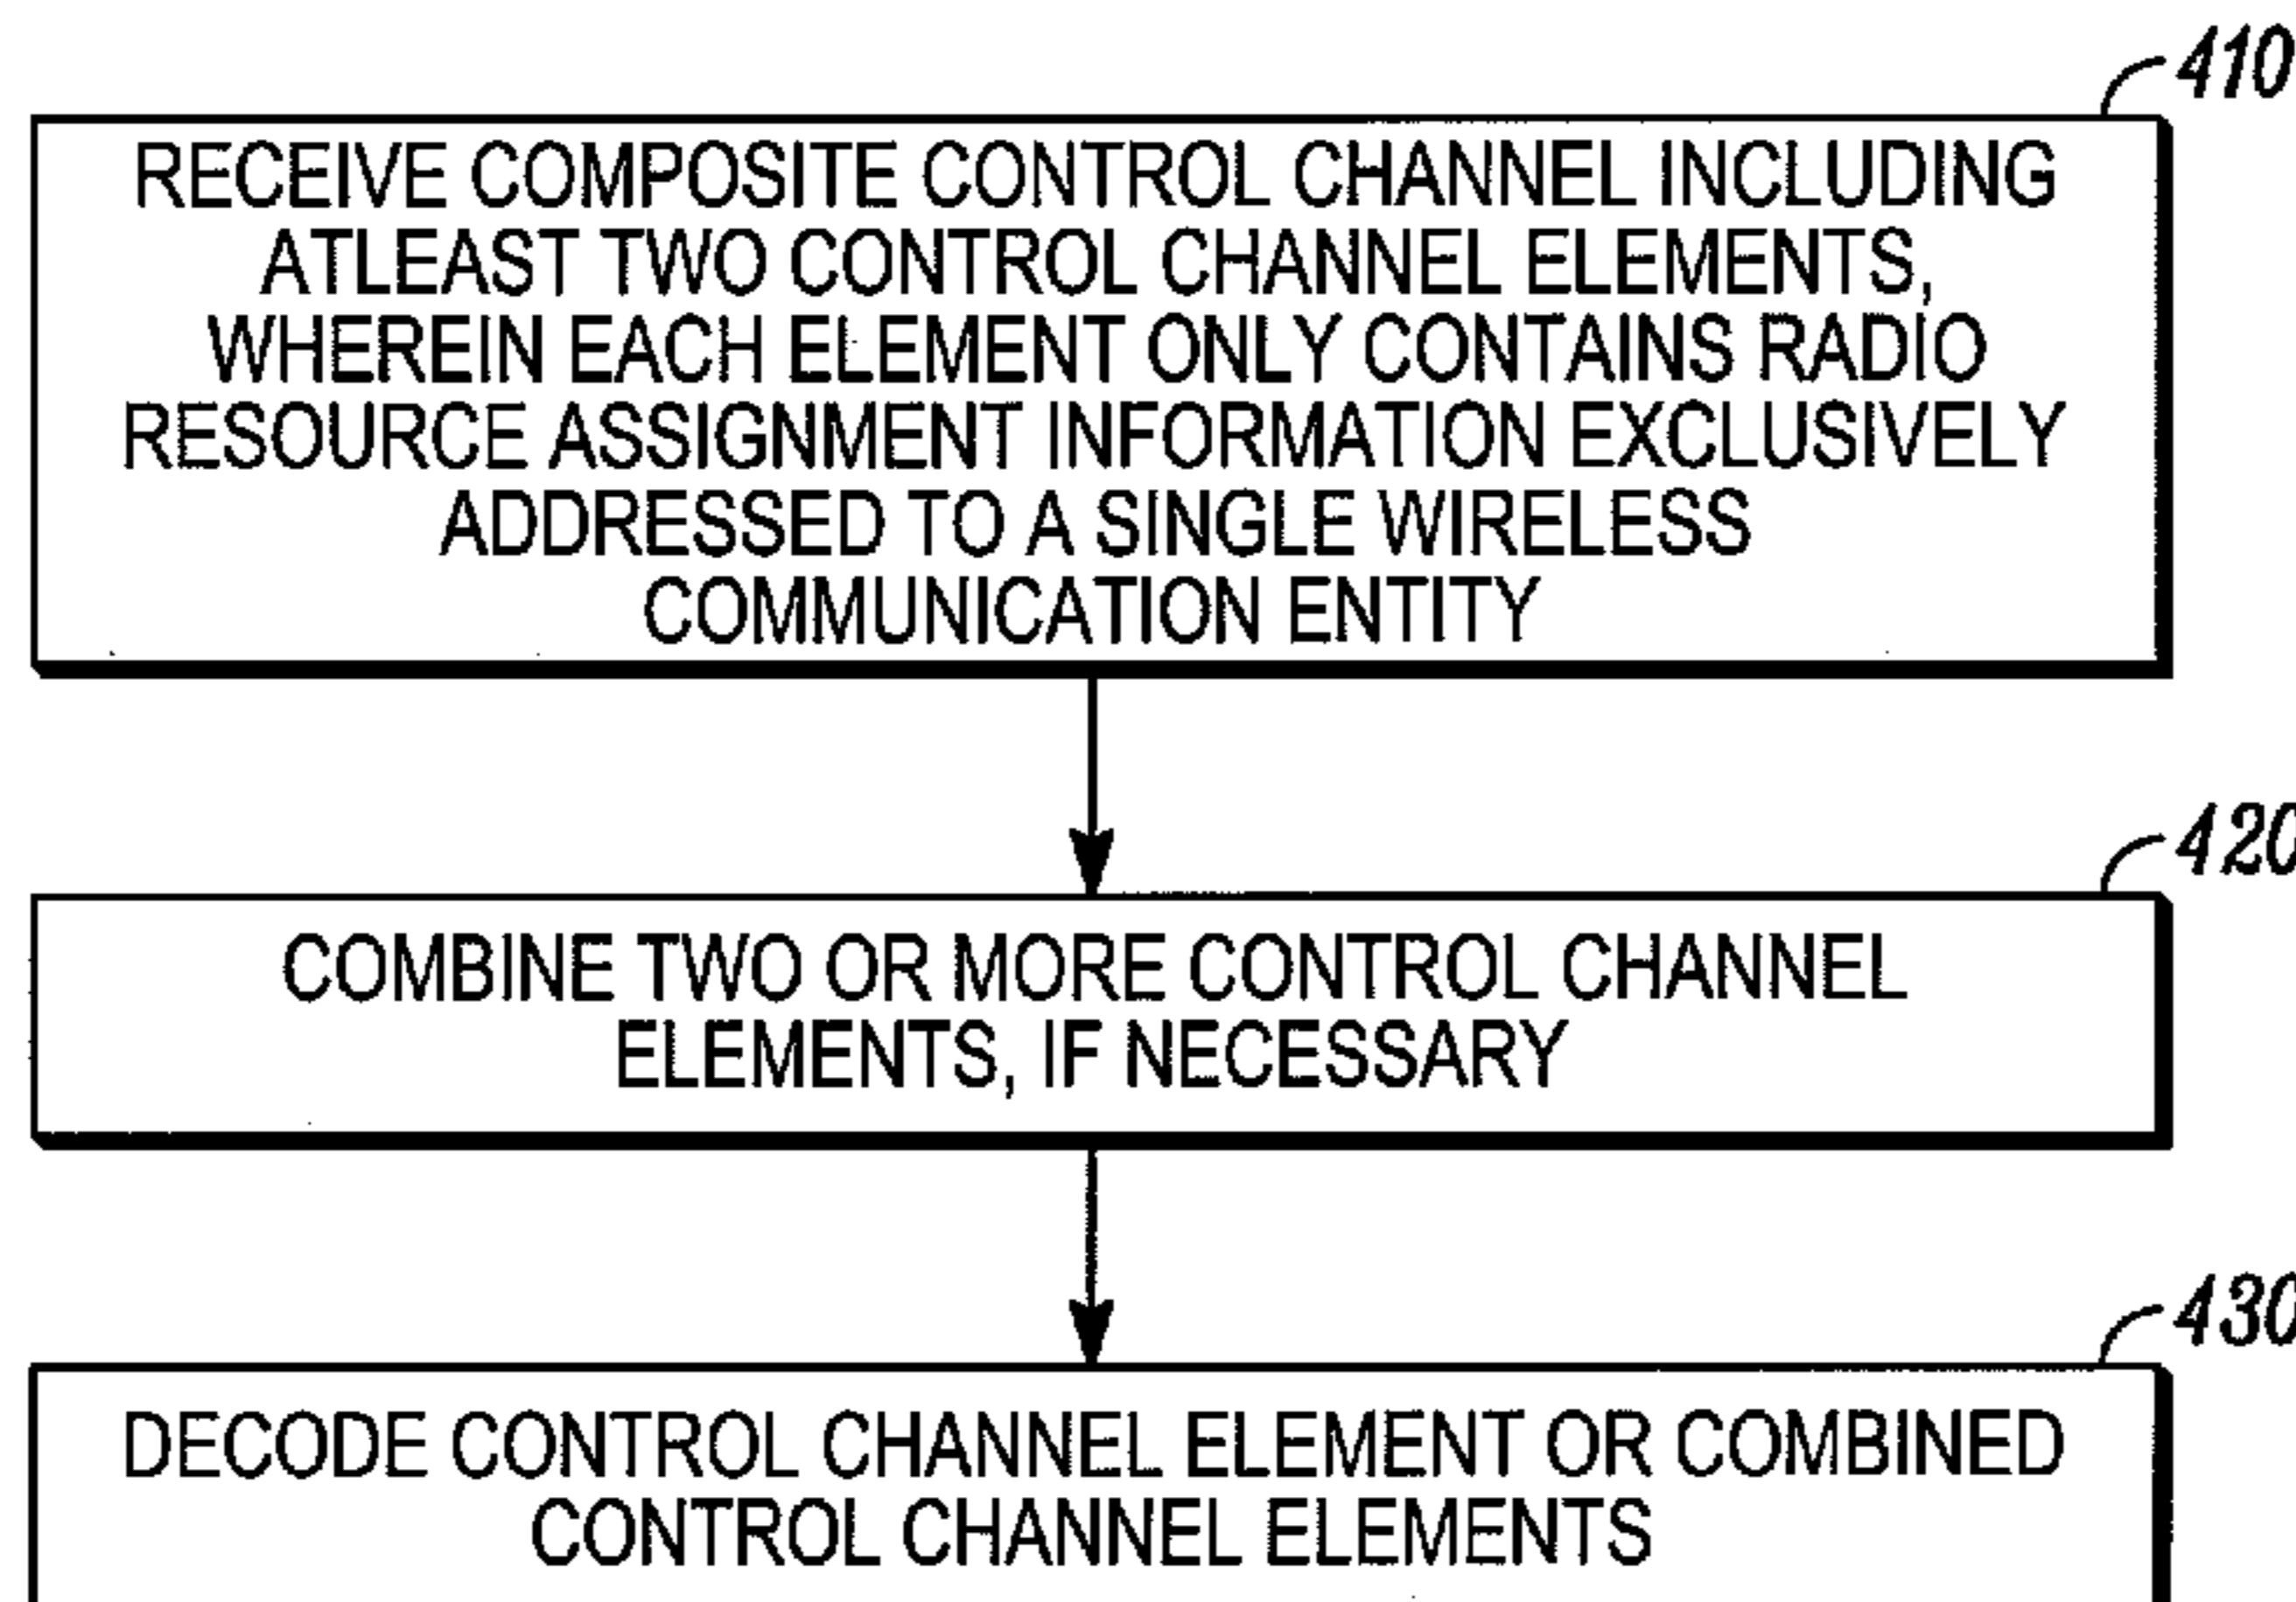 410
RECEIVE COMPOSITE CONTROL CHANNEL INCLUDING
ATLEAST TWO CONTROL CHANNEL ELEMENTS,
WHEREIN EACH ELEMENT ONLY CONTAINS RADIO
RESOURCE ASSIGNMENT INFORMATION EXCLUSIVELY
ADDRESSED TO A SINGLE WIRELESS
COMMUNICATION ENTITY
420
COMBINE TWO OR MORE CONTROL CHANNEL
ELEMENTS, IF NECESSARY
430
DECODE CONTROL CHANNEL ELEMENT OR COMBINED
CONTROL CHANNEL ELEMENTS